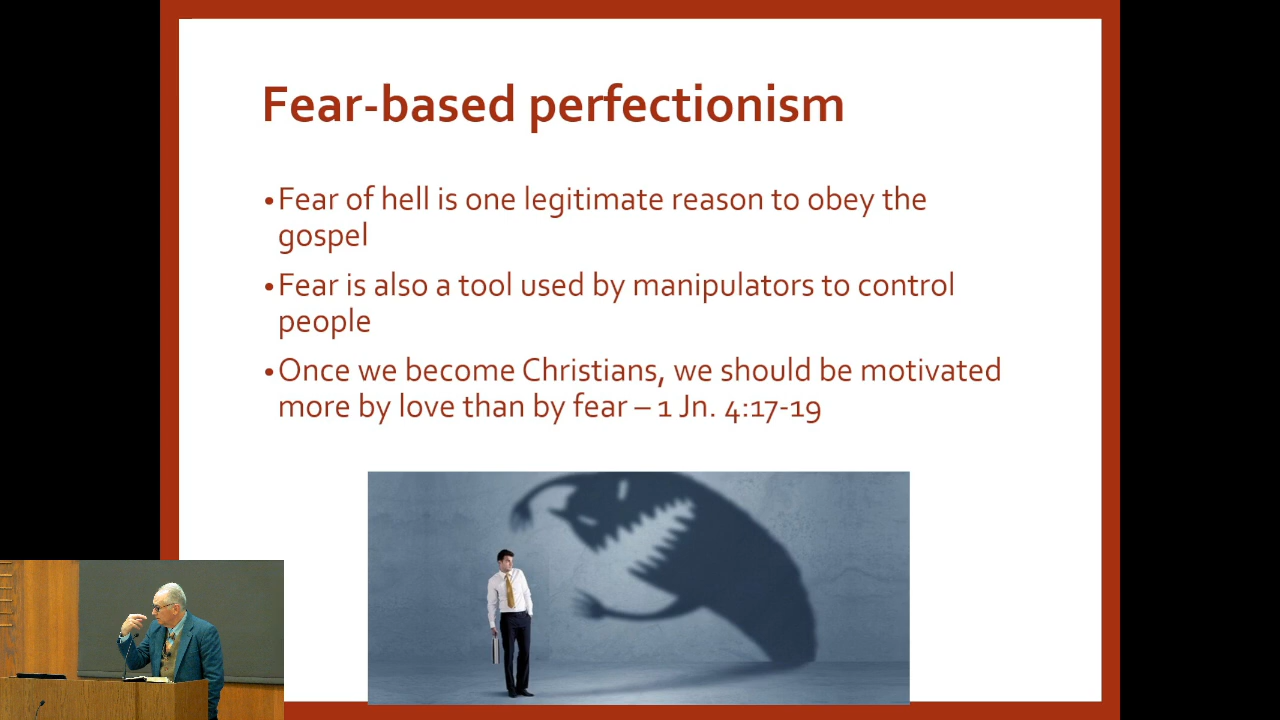 Fear-based perfectionism
•Fear of hell is one legitimate reason to obey the
gospel
•Fear is also a tool used by manipulators to control
people
•Once we become Christians, we should be motivated
more by love than by fear – 1 Jn. 4:17-19